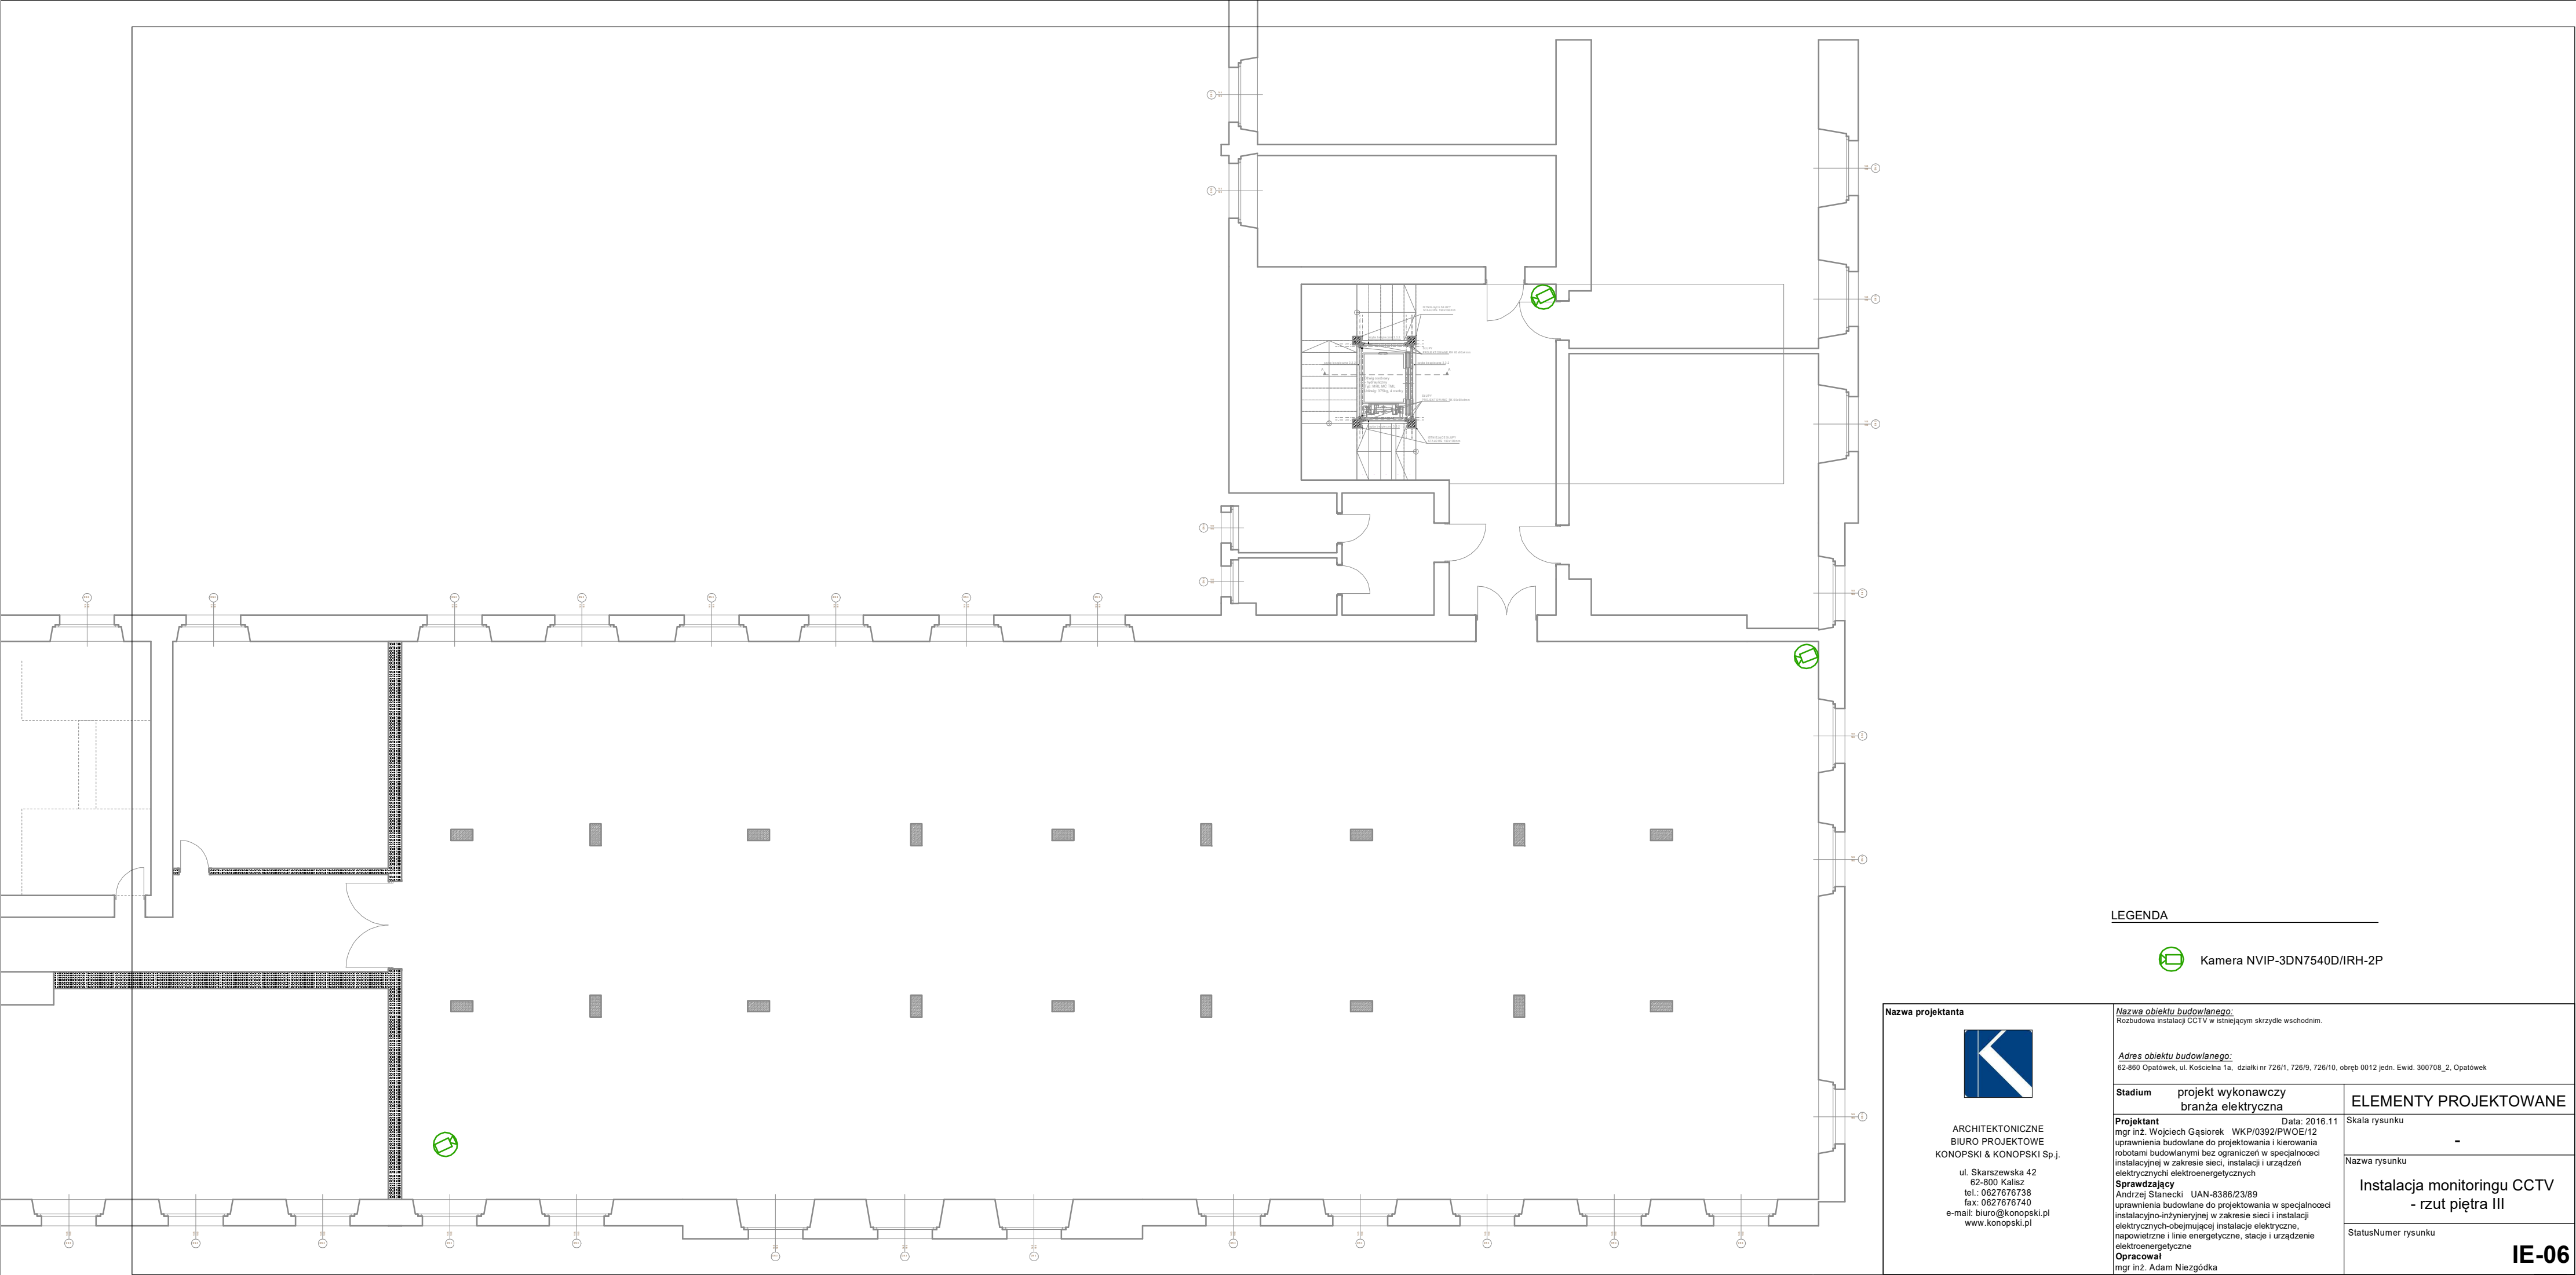 LEGENDA
Kamera NVIP-3DN7540D/IRH-2P
Nazwa projektanta
ARCHITEKTONICZNE
BIURO PROJEKTOWE
KONOPSKI & KONOPSKI Sp.j.
ul. Skarszewska 42
62-800 Kalisz
tel.: 0627676738
fax: 0627676740
e-mail: biuro@konopski.pl
www.konopski.pl
Nazwa obiektu budowlanego:
Rozbudowa instalacji CCTV w istniejącym skrzydle wschodnim.
Adres obiektu budowlanego:
62-860 Opatówek, ul. Kościelna 1a, działki nr 726/1, 726/9, 726/10, obręb 0012 jedn. Ewid. 300708_2, Opatówek
Stadium projekt wykonawczy
branża elektryczna
ELEMENTY PROJEKTOWANE
Projektant Data: 2016.11
mgr inż. Wojciech Gąsiorek WKP/0392/PWOE/12
uprawnienia budowlane do projektowania i kierowania
robotami budowlanymi bez ograniczeń w specjalnoœci
instalacyjnej w zakresie sieci, instalacji i urządzeń
elektrycznychi elektroenergetycznych
Sprawdzający
Andrzej Stanecki UAN-8386/23/89
uprawnienia budowlane do projektowania w specjalnoœci
instalacyjno-inżynieryjnej w zakresie sieci i instalacji
elektrycznych-obejmującej instalacje elektryczne,
napowietrzne i linie energetyczne, stacje i urządzenie
elektroenergetyczne
Opracował
mgr inż. Adam Niezgódka
Skala rysunku
-
Nazwa rysunku
Instalacja monitoringu CCTV
- rzut piętra III
StatusNumer rysunku
IE-06